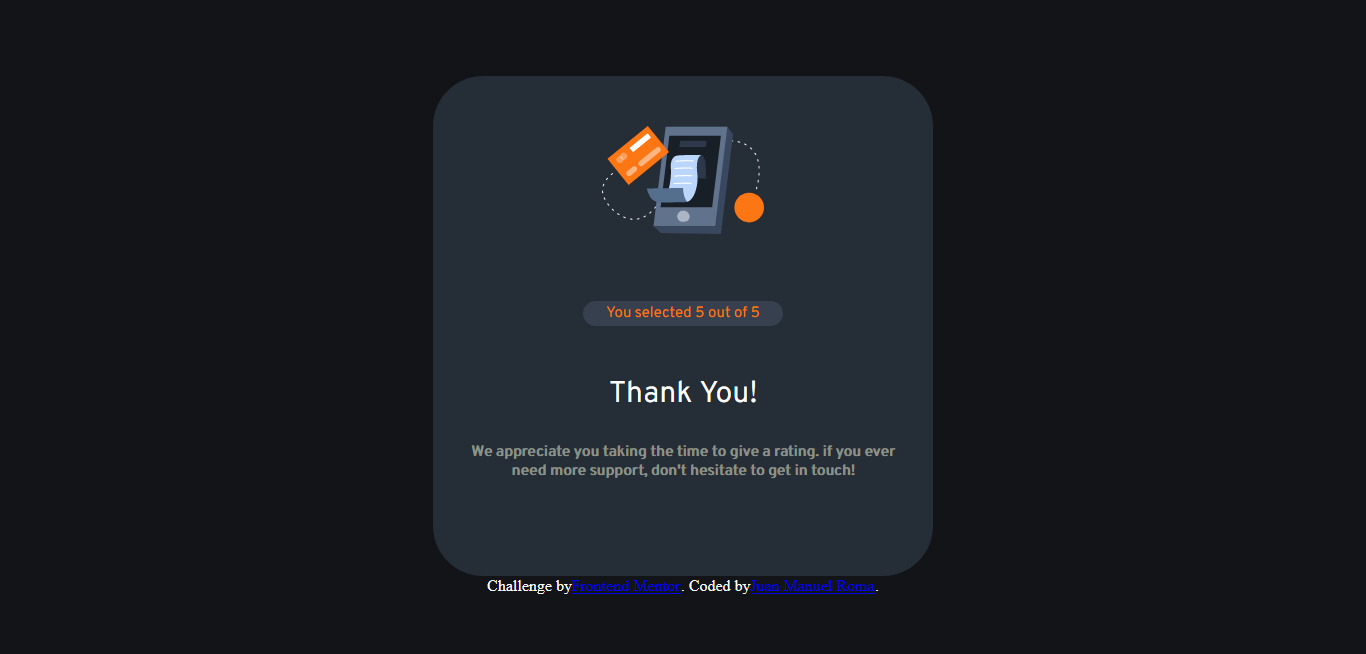 You selected 5 out of 5
Thank You!
We appreciate you taking the time to give a rating. if you ever
need more support, don't hesitate to get in touch!
Challenge byFrontend Mentor. Coded byJuan Manuel Roma.